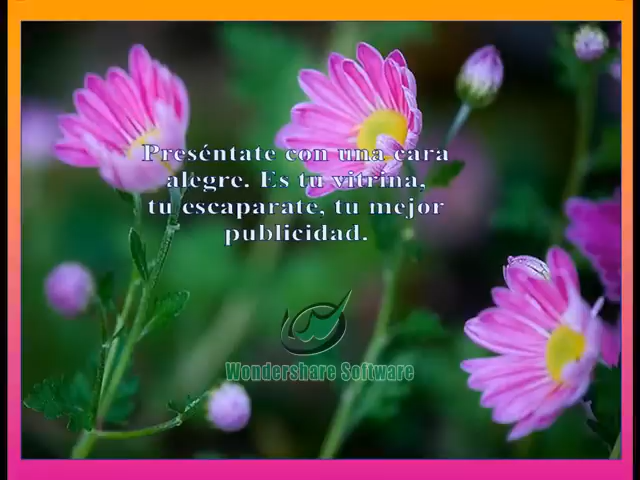 Preséntate con una cara
alegre. Es tu vitrina,
tu escaparate, tu mejor
publicidad.
Wondershare Software